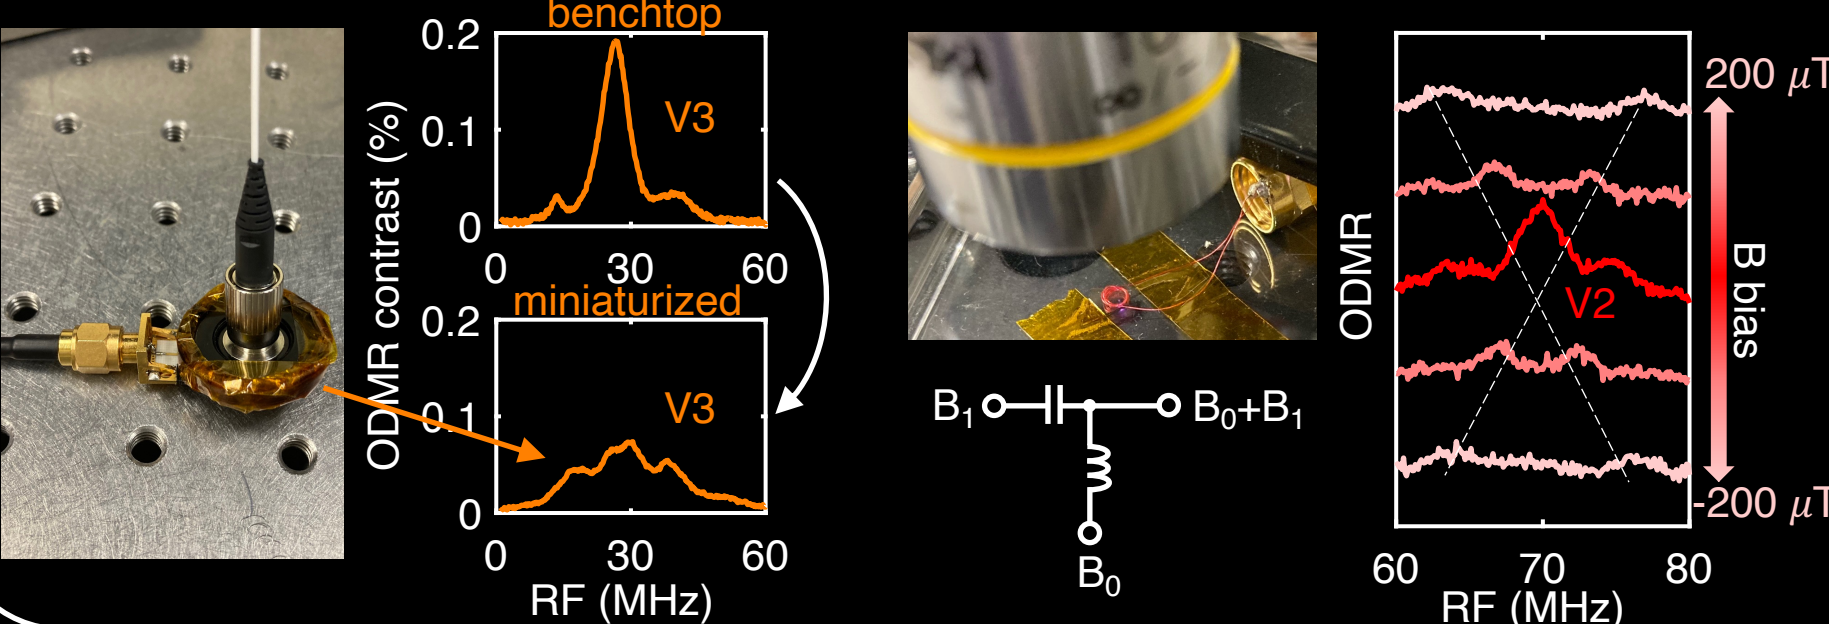 benchtop
0.2
0.1
0
V3
0
30
60
miniaturized
0.2
0.1
0
V3
0
30
60
ODMR contrast (%)
RF (MHz)
∞/-
B₁
B₀+B₁
B₀
ODMR
V2
200 μT
B bias
-200 μT
60
70
80
RF (MHz)